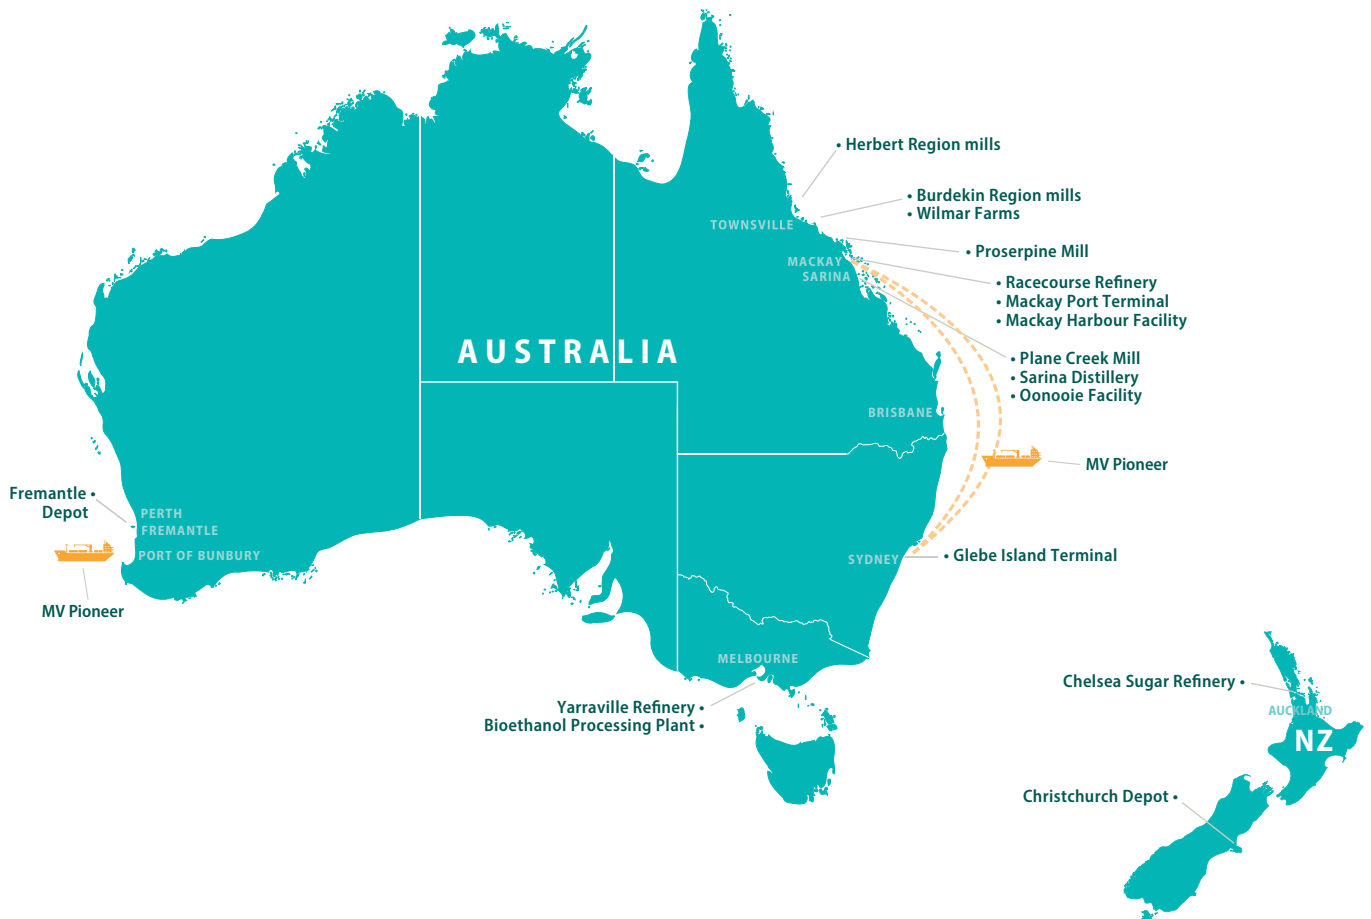 • Herbert Region mills
• Burdekin Region mills
• Wilmar Farms
TOWNSVILLE
• Proserpine Mill
MACKAY
SARINA
• Racecourse Refinery
• Mackay Port Terminal
• Mackay Harbour Facility
AUSTRALIA
• Plane Creek Mill
• Sarina Distillery
• Oonooie Facility
BRISBANE
MV Pioneer
Fremantle •
Depot
PERTH
FREMANTLE
PORT OF BUNBURY
MV Pioneer
SYDNEY
• Glebe Island Terminal
MELBOURNE
Yarraville Refinery •
Bioethanol Processing Plant •
Chelsea Sugar Refinery •
AUCKLAND
NZ
Christchurch Depot •